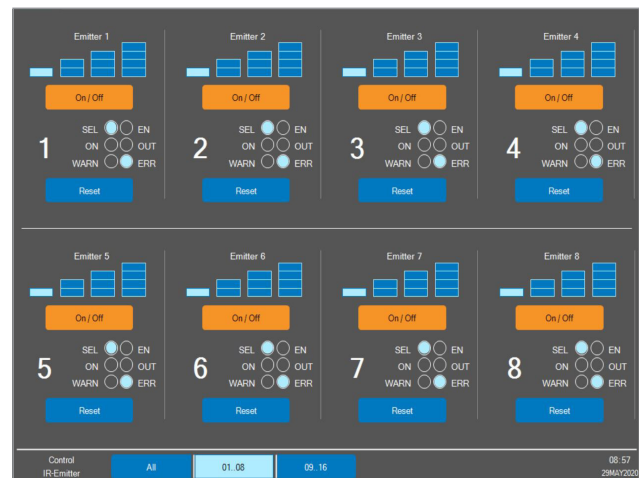 Emitter 1
Emitter 2
Emitter 3
Emitter 4
On / Off
On / Off
On / Off
On / Off
1
SEL EN
ON OUT
WARN ERR
2
SEL EN
ON OUT
WARN ERR
3
SEL EN
ON OUT
WARN ERR
4
SEL EN
ON OUT
WARN ERR
Reset
Reset
Reset
Reset
Emitter 5
Emitter 6
Emitter 7
Emitter 8
On / Off
On / Off
On / Off
On / Off
5
SEL EN
ON OUT
WARN ERR
6
SEL EN
ON OUT
WARN ERR
7
SEL EN
ON OUT
WARN ERR
8
SEL EN
ON OUT
WARN ERR
Reset
Reset
Reset
Reset
Control
IR-Emitter
All
01..08
09..16
08:57
29MAY2020